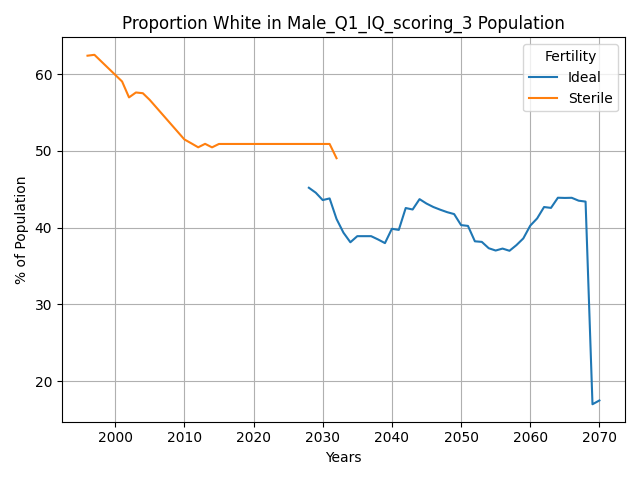 Proportion White in Male_Q1_IQ_scoring_3 Population
Fertility
Ideal
Sterile
% of Population
60
50
40
30
20
2000 2010 2020 2030 2040 2050 2060 2070
Years